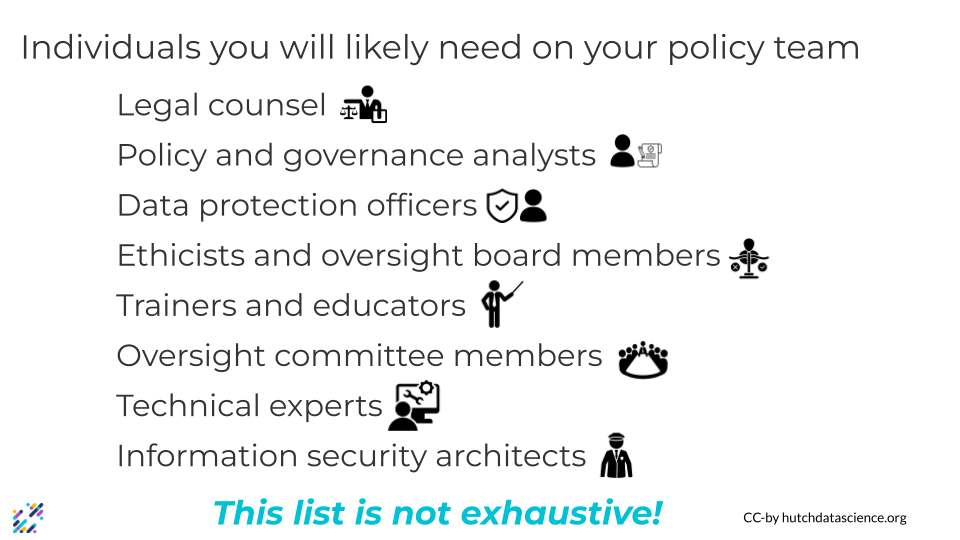 Individuals you will likely need on your policy team
Legal counsel
Policy and governance analysts
Data protection officers
Ethicists and oversight board members
Trainers and educators
Oversight committee members
Technical experts
Information security architects
This list is not exhaustive!
CC-by hutchdatascience.org